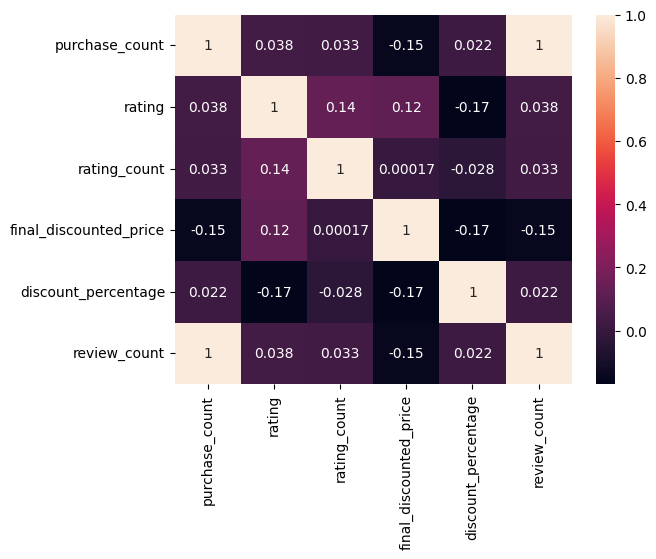 purchase_count 1 0.038 0.033 -0.15 0.022 1
rating 0.038 1 0.14 0.12 -0.17 0.038
rating_count 0.033 0.14 1 0.00017 -0.028 0.033
final_discounted_price -0.15 0.12 0.00017 1 -0.17 -0.15
discount_percentage 0.022 -0.17 -0.028 -0.17 1 0.022
review_count 1 0.038 0.033 -0.15 0.022 1
purchase_count
rating
rating_count
final_discounted_price
discount_percentage
review_count
1.0
0.8
0.6
0.4
0.2
0.0